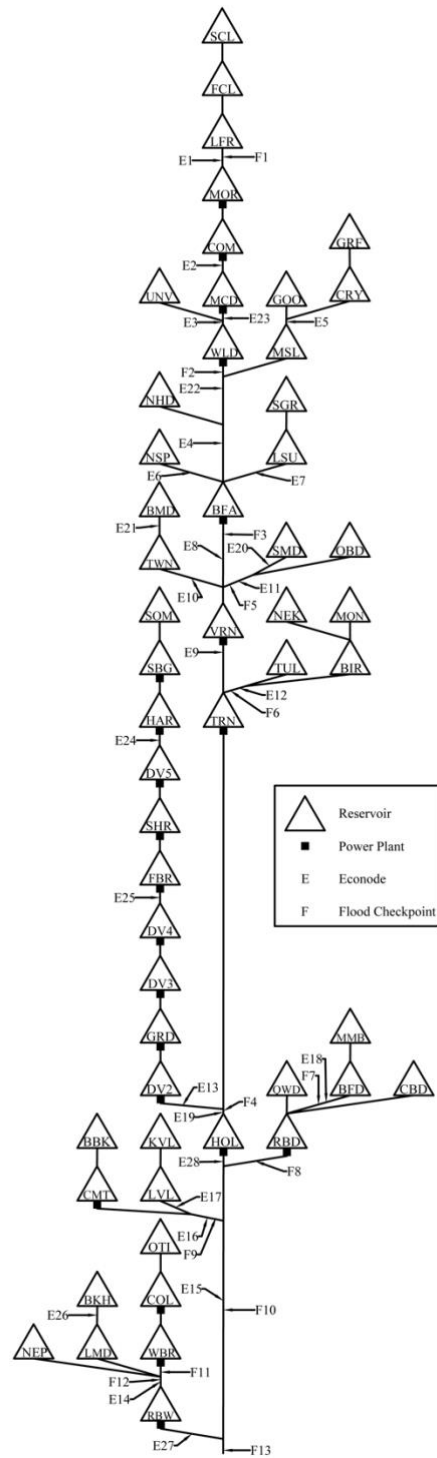 SCL
FCL
LFR
E1
F1
MOR
COM
GRF
E2
UNV
MCD
GOO
CRY
E23
E3
E5
WLD
MSL
F2
E22
NHD
SGR
E4
NSP
LSU
E6
E7
BMD
BFA
F3
E21
E8
E20
SMD
OBD
TWN
E11
E10
F5
SOM
VRN
NEK
MON
E9
SBG
TUL
BIR
E12
F6
HAR
TRN
E24
DV5
SHR
Reservoir
Power Plant
FBR
E Econode
E25
F Flood Checkpoint
DV4
DV3
GRD
MMB
E18
DV2
E13
F7
OWD
BFD
CBD
F4
E19
BBK
KVL
HOL
RBD
E28
F8
CMT
LVL
E17
E16
F9
OTI
E15
BKH
COL
F10
E26
NEP
LMD
WBR
F11
F12
E14
RBW
E27
F13